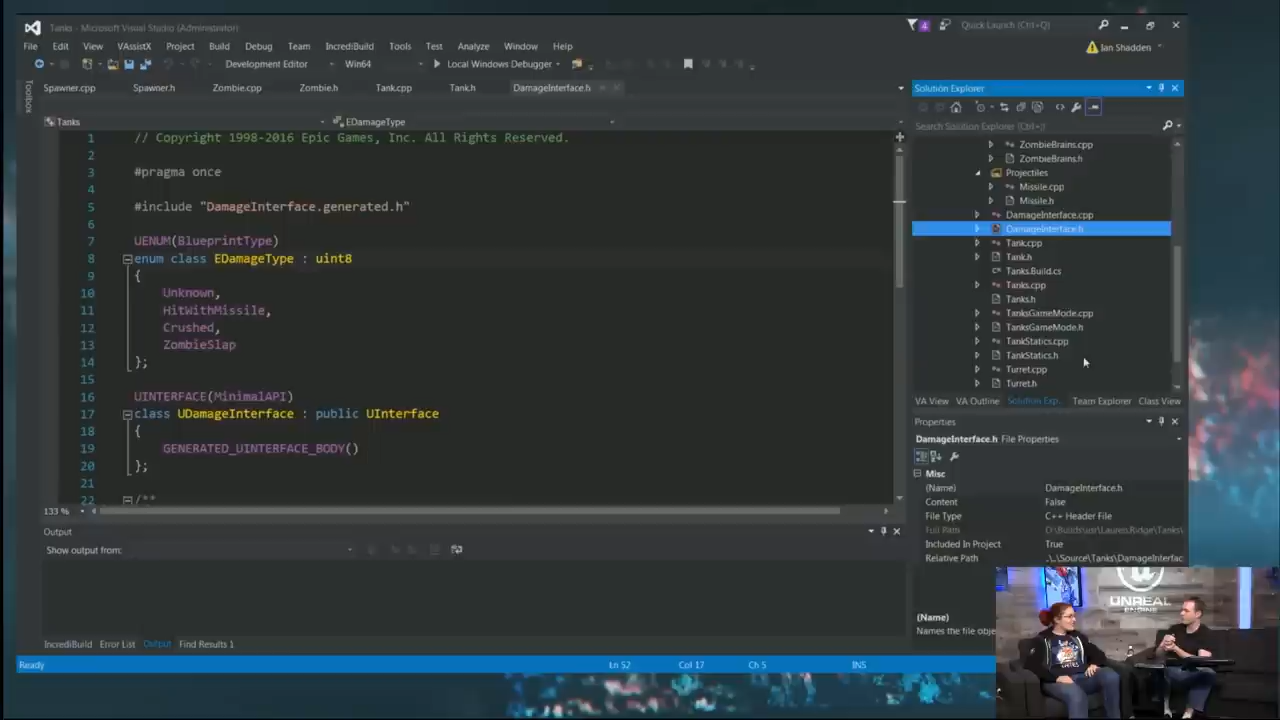 Tanks - Microsoft Visual Studio (Administrator)
4
Quick Launch (Ctrl+Q)
File Edit View VAssistX Project Build Debug Team IncrediBuild Tools Test Analyze Window Help
Ian Shadden
Development Editor Win64 Local Windows Debugger
Toolbox
Spawner.cpp Spawner.h Zombie.cpp Zombie.h Tank.cpp Tank.h DamageInterface.h
Tanks EDamageType
1 // Copyright 1998-2016 Epic Games, Inc. All Rights Reserved.
2
3 #pragma once
4
5 #include "DamageInterface.generated.h"
6
7 UENUM(BlueprintType)
8 enum class EDamageType : uint8
9 {
10 Unknown,
11 HitWithMissile,
12 Crushed,
13 ZombieSlap
14 };
15
16 UINTERFACE(MinimalAPI)
17 class UDamageInterface : public UInterface
18 {
19 GENERATED_UINTERFACE_BODY()
20 };
21
22 /**
133 %
Output
Show output from:
IncrediBuild Error List Output Find Results 1
Ready Ln 52 Col 17 Ch 5 INS
Solution Explorer
Search Solution Explorer (Ctrl+;)
ZombieBrains.cpp
ZombieBrains.h
Projectiles
Missile.cpp
Missile.h
DamageInterface.cpp
DamageInterface.h
Tank.cpp
Tank.h
Tanks.Build.cs
Tanks.cpp
Tanks.h
TanksGameMode.cpp
TanksGameMode.h
TankStatics.cpp
TankStatics.h
Turret.cpp
Turret.h
VA View VA Outline Solution Exp... Team Explorer Class View
Properties
DamageInterface.h File Properties
Misc
(Name) DamageInterface.h
Content False
File Type C++ Header File
Full Path D:\Builds\usr\Lauren.Ridge\Tanks\
Included In Project True
Relative Path ..\..\Source\Tanks\DamageInterfac
(Name)
Names the file obje
UNREAL
ENGINE